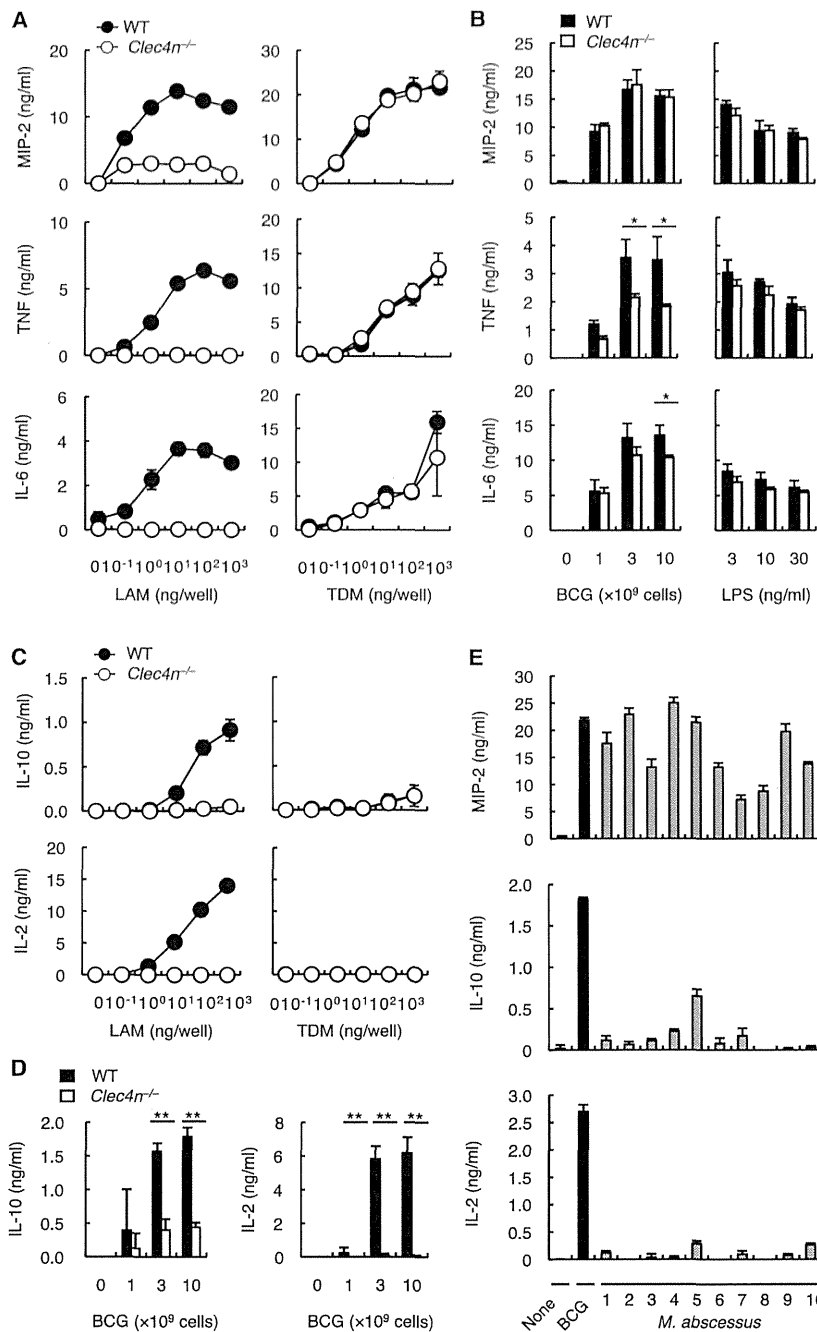 A
WT
Clec4n–/–
MIP-2 (ng/ml)
20
10
0
30
20
10
0
TNF (ng/ml)
10
5
0
20
15
10
5
0
IL-6 (ng/ml)
6
4
2
0
20
15
10
5
0
0 10-1 100 101 102 103
LAM (ng/well)
0 10-1 100 101 102 103
TDM (ng/well)
B
WT
Clec4n–/–
MIP-2 (ng/ml)
25
20
15
10
5
0
TNF (ng/ml)
5
4
3
2
1
0
* *
IL-6 (ng/ml)
20
15
10
5
0
*
0 1 3 10
BCG (×109 cells)
3 10 30
LPS (ng/ml)
C
WT
Clec4n–/–
IL-10 (ng/ml)
1.5
1.0
0.5
0.0
IL-2 (ng/ml)
20
15
10
5
0
0 10-1 100 101 102 103
LAM (ng/well)
0 10-1 100 101 102 103
TDM (ng/well)
D
WT
Clec4n–/–
IL-10 (ng/ml)
2.0
1.5
1.0
0.5
0.0
** **
0 1 3 10
BCG (×109 cells)
IL-2 (ng/ml)
8
6
4
2
0
** ** **
0 1 3 10
BCG (×109 cells)
E
MIP-2 (ng/ml)
30
25
20
15
10
5
0
IL-10 (ng/ml)
2.0
1.5
1.0
0.5
0
IL-2 (ng/ml)
3.0
2.5
2.0
1.5
1.0
0.5
0
None
BCG
1 2 3 4 5 6 7 8 9 10
M. abscessus